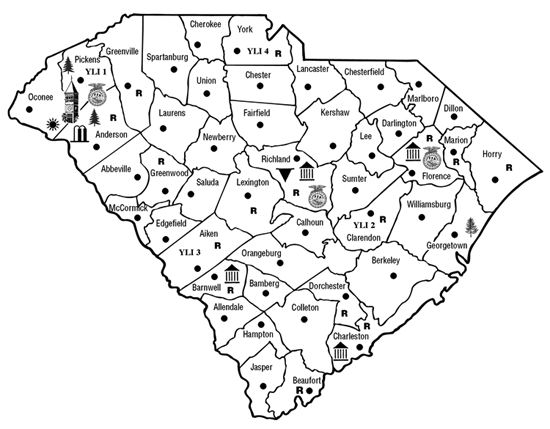 Cherokee
York
YLI 4 R
Greenville
Spartanburg
Pickens
YLI 1
Oconee
R
Union
Chester
Lancaster
Chesterfield
Marlboro
Dillon
R
Anderson
Laurens
Fairfield
Kershaw
Darlington
R
Marion
R
Lee
Newberry
Abbeville
R
Greenwood
Richland
R
Florence
Horry
R
Saluda
Lexington
R
Sumter
McCormick
Edgefield
Aiken
R
Calhoun
R
YLI 2
Clarendon
Williamsburg
YLI 3
Orangeburg
Georgetown
Berkeley
Barnwell
R
Bamberg
Dorchester
R
R
Allendale
Colleton
Hampton
Charleston
Jasper
Beaufort
R